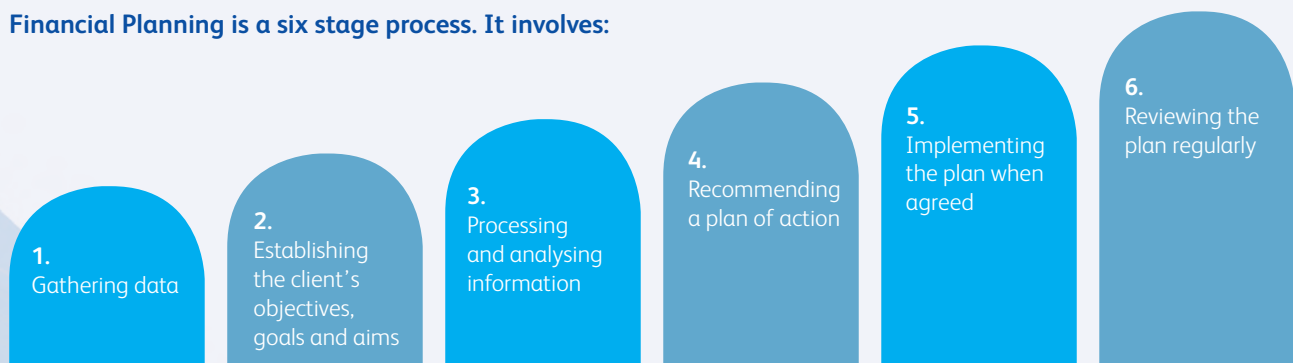 Financial Planning is a six stage process. It involves:
1.
Gathering data
2.
Establishing
the client's
objectives,
goals and aims
3.
Processing
and analysing
information
4.
Recommending
a plan of action
5.
Implementing
the plan when
agreed
6.
Reviewing the
plan regularly